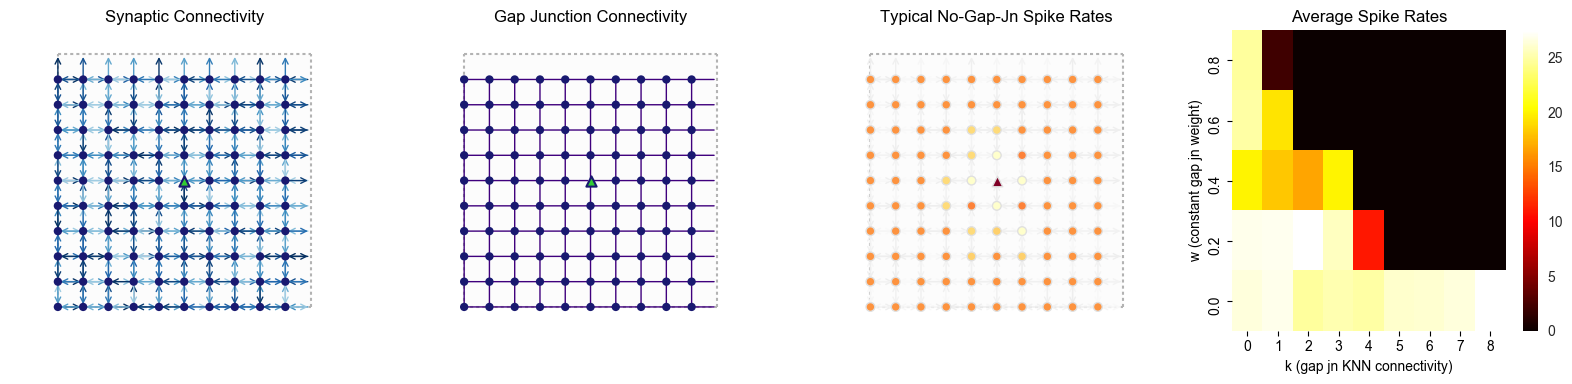 Synaptic Connectivity
Gap Junction Connectivity
Typical No-Gap-Jn Spike Rates
Average Spike Rates
w (constant gap jn weight)
0.8
0.6
0.4
0.2
0.0
0 1 2 3 4 5 6 7 8
k (gap jn KNN connectivity)
25
20
15
10
5
0